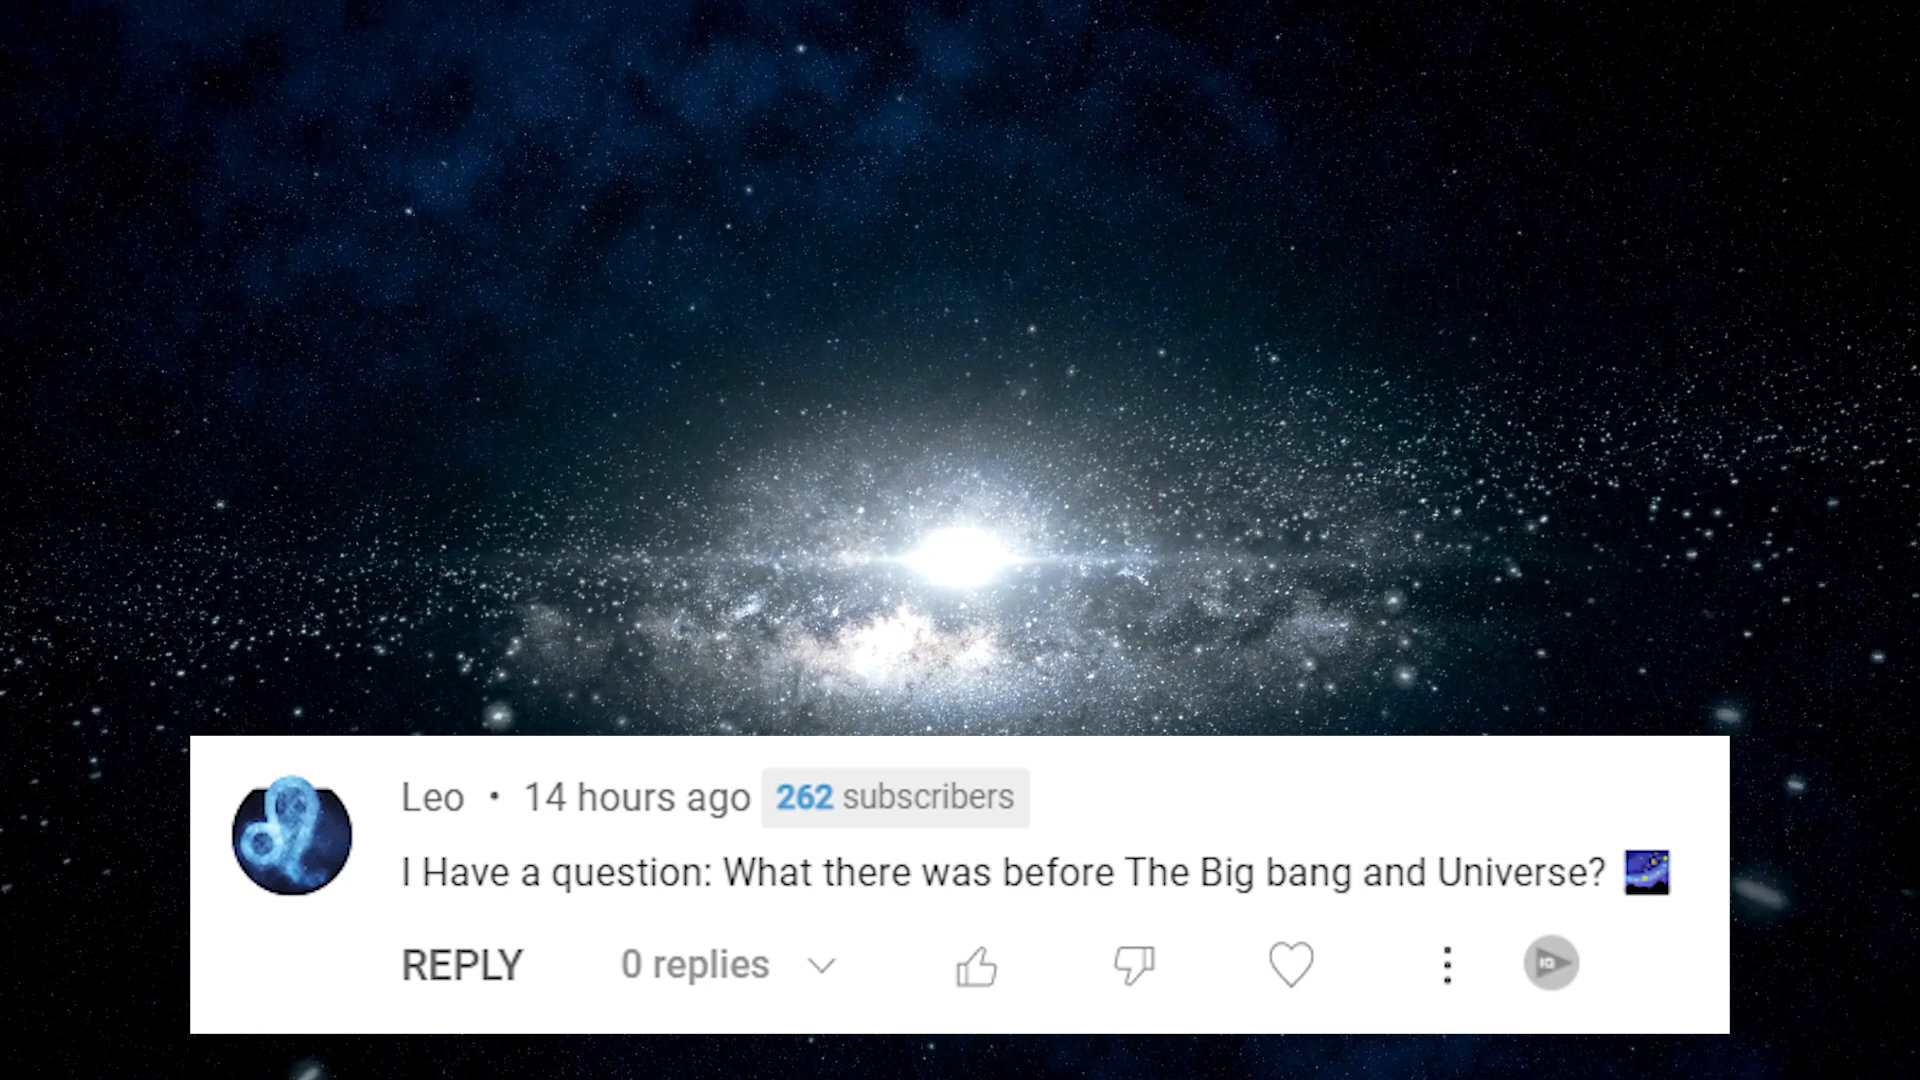 Leo • 14 hours ago 262 subscribers
I Have a question: What there was before The Big bang and Universe? 🌌
REPLY 0 replies
IQ